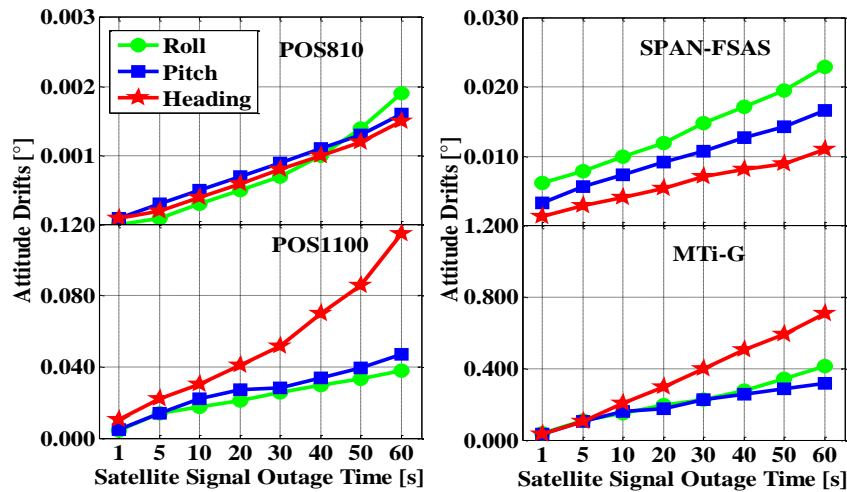 0.003
Roll
Pitch
Heading
POS810
0.002
0.001
0.120
POS1100
0.080
0.040
0.000
Attitude Drifts [°]
1 5 10 20 30 40 50 60
Satellite Signal Outage Time [s]
0.030
SPAN-FSAS
0.020
0.010
1.200
MTi-G
0.800
0.400
0.000
Attitude Drifts [°]
1 5 10 20 30 40 50 60
Satellite Signal Outage Time [s]